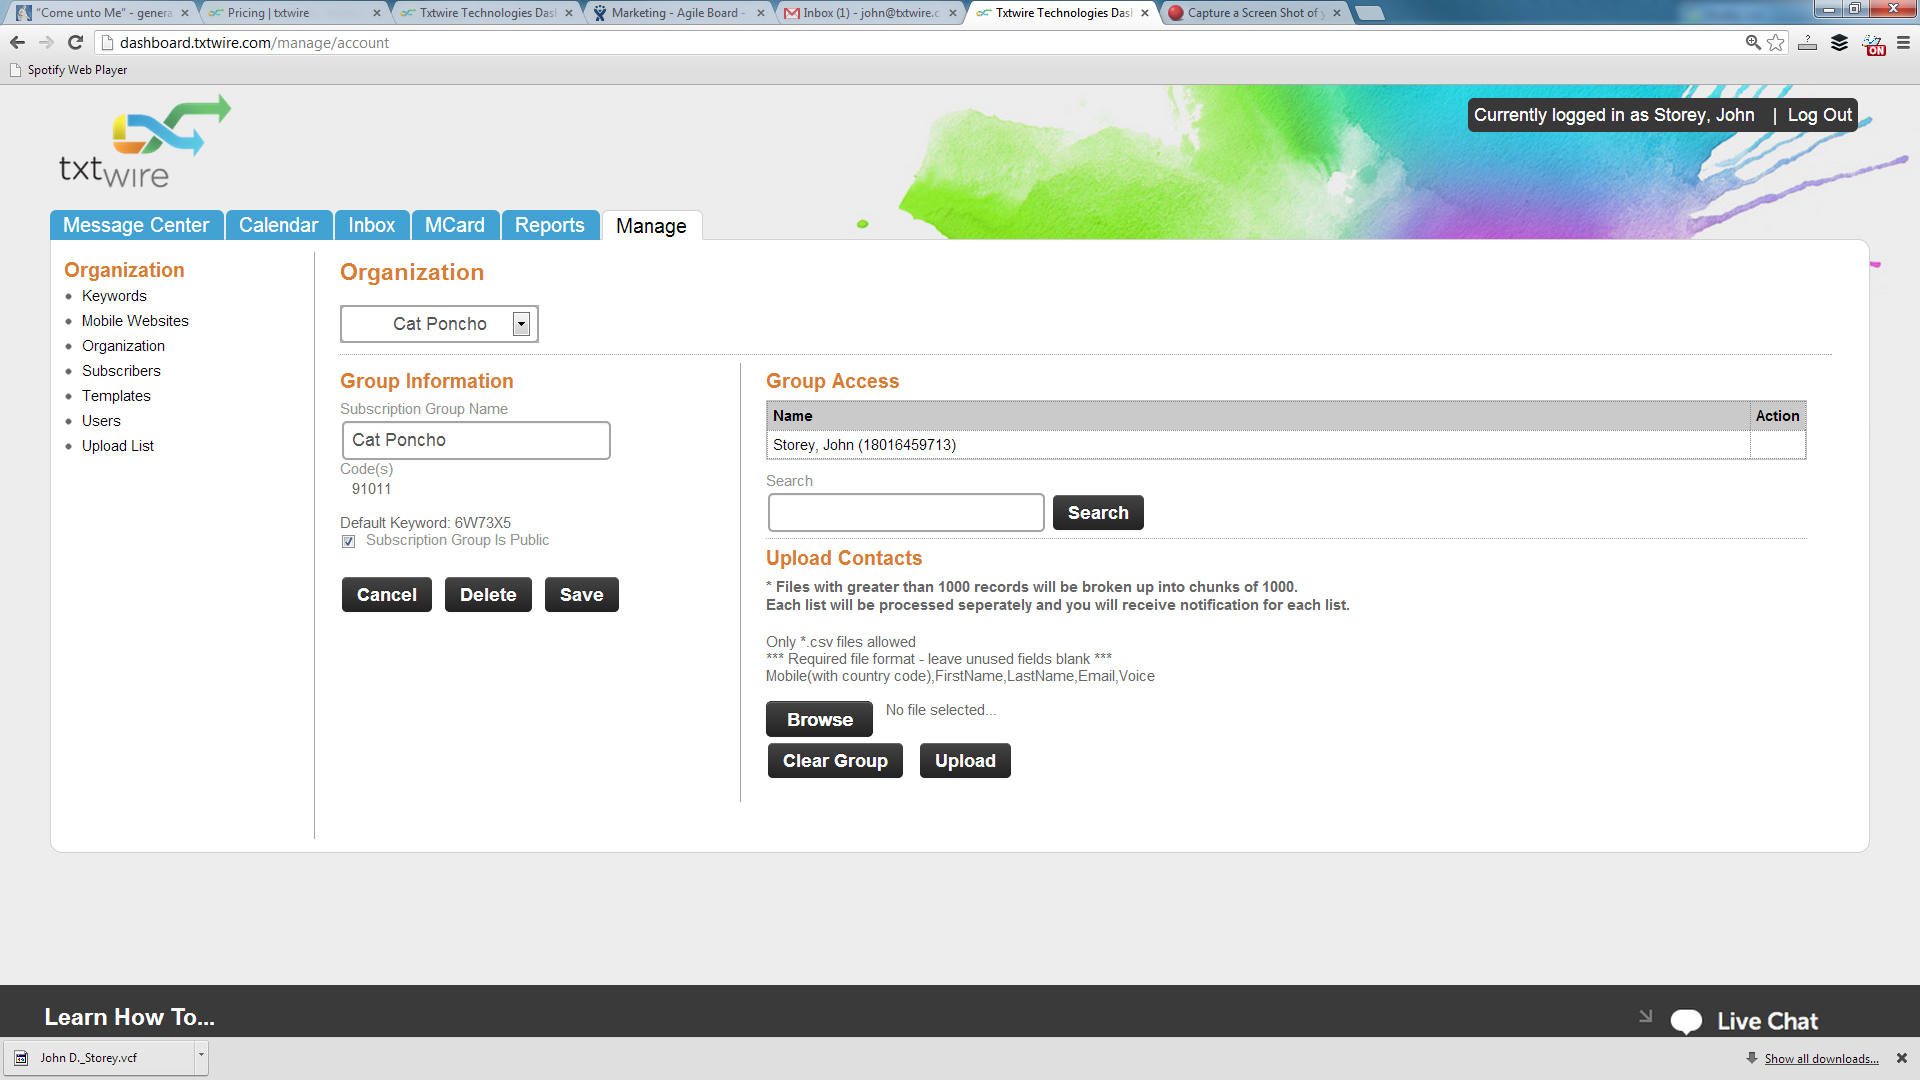 "Come unto Me" - genera
Pricing | txtwire
Txtwire Technologies Das
Marketing - Agile Board -
Inbox (1) - john@txtwire.c
Txtwire Technologies Das
Capture a Screen Shot of y
dashboard.txtwire.com/manage/account
ON
Spotify Web Player
txtwire
Currently logged in as Storey, John | Log Out
Message Center
Calendar
Inbox
MCard
Reports
Manage
Organization
Keywords
Mobile Websites
Organization
Subscribers
Templates
Users
Upload List
Organization
Cat Poncho
Group Information
Subscription Group Name
Cat Poncho
Code(s)
91011
Default Keyword: 6W73X5
Subscription Group Is Public
Cancel
Delete
Save
Group Access
Name Action
Storey, John (18016459713)
Search
Search
Upload Contacts
* Files with greater than 1000 records will be broken up into chunks of 1000.
Each list will be processed seperately and you will receive notification for each list.
Only *.csv files allowed
*** Required file format - leave unused fields blank ***
Mobile(with country code),FirstName,LastName,Email,Voice
Browse
No file selected...
Clear Group
Upload
Learn How To...
Live Chat
John D._Storey.vcf
Show all downloads...